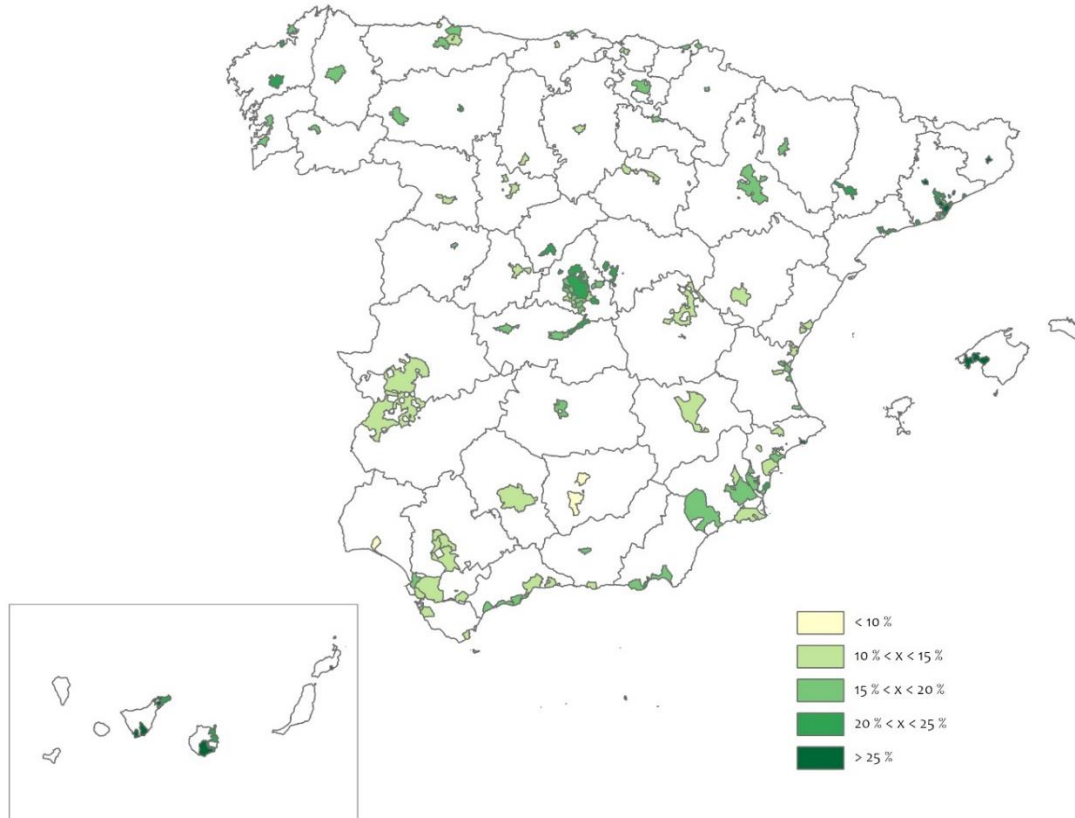 < 10 %
10 % < x < 15 %
15 % < x < 20 %
20 % < x < 25 %
> 25 %